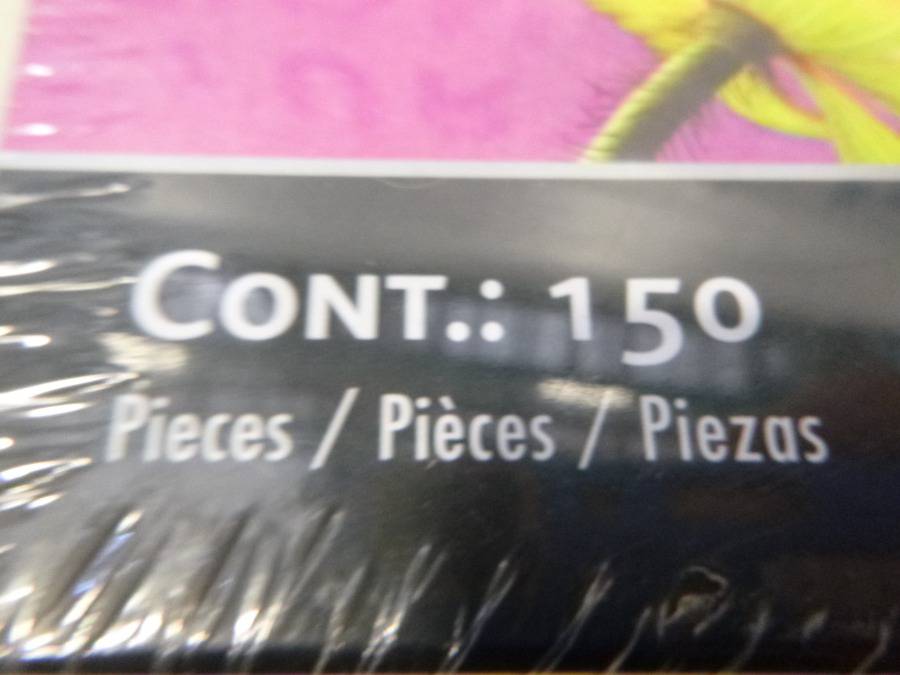 CONT.: 150
Pieces / Pièces / Piezas